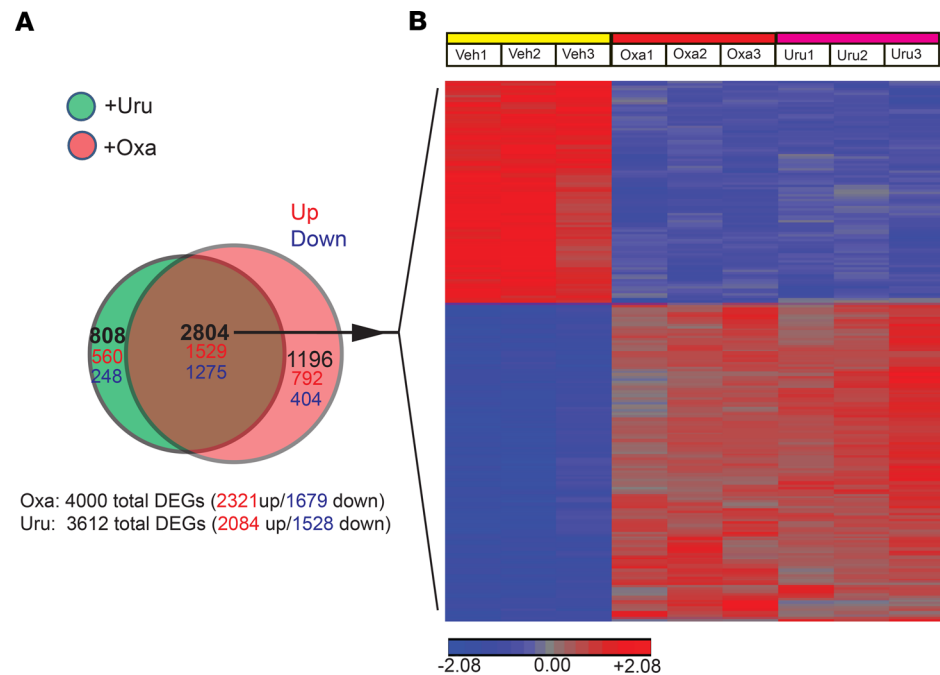 A
B
Veh1 Veh2 Veh3 Oxa1 Oxa2 Oxa3 Uru1 Uru2 Uru3
+Uru
+Oxa
Up
Down
808
560
248
2804
1529
1275
1196
792
404
Oxa: 4000 total DEGs (2321up/1679 down)
Uru: 3612 total DEGs (2084 up/1528 down)
-2.08 0.00 +2.08